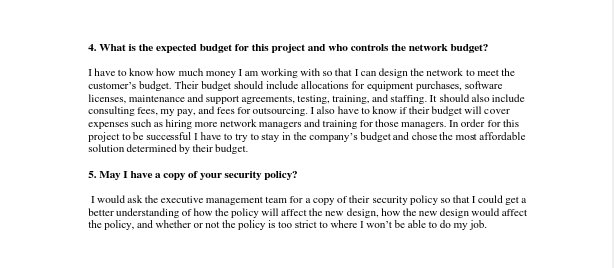 4. What is the expected budget for this project and who controls the network budget?
I have to know how much money I am working with so that I can design the network to meet the
customer's budget. Their budget should include allocations for equipment purchases, software
licenses, maintenance and support agreements, testing, training, and staffing. It should also include
consulting fees, my pay, and fees for outsourcing. I also have to know if their budget will cover
expenses such as hiring more network managers and training for those managers. In order for this
project to be successful I have to try to stay in the company's budget and chose the most affordable
solution determined by their budget.
5. May I have a copy of your security policy?
I would ask the executive management team for a copy of their security policy so that I could get a
better understanding of how the policy will affect the new design, how the new design would affect
the policy, and whether or not the policy is too strict to where I won't be able to do my job.